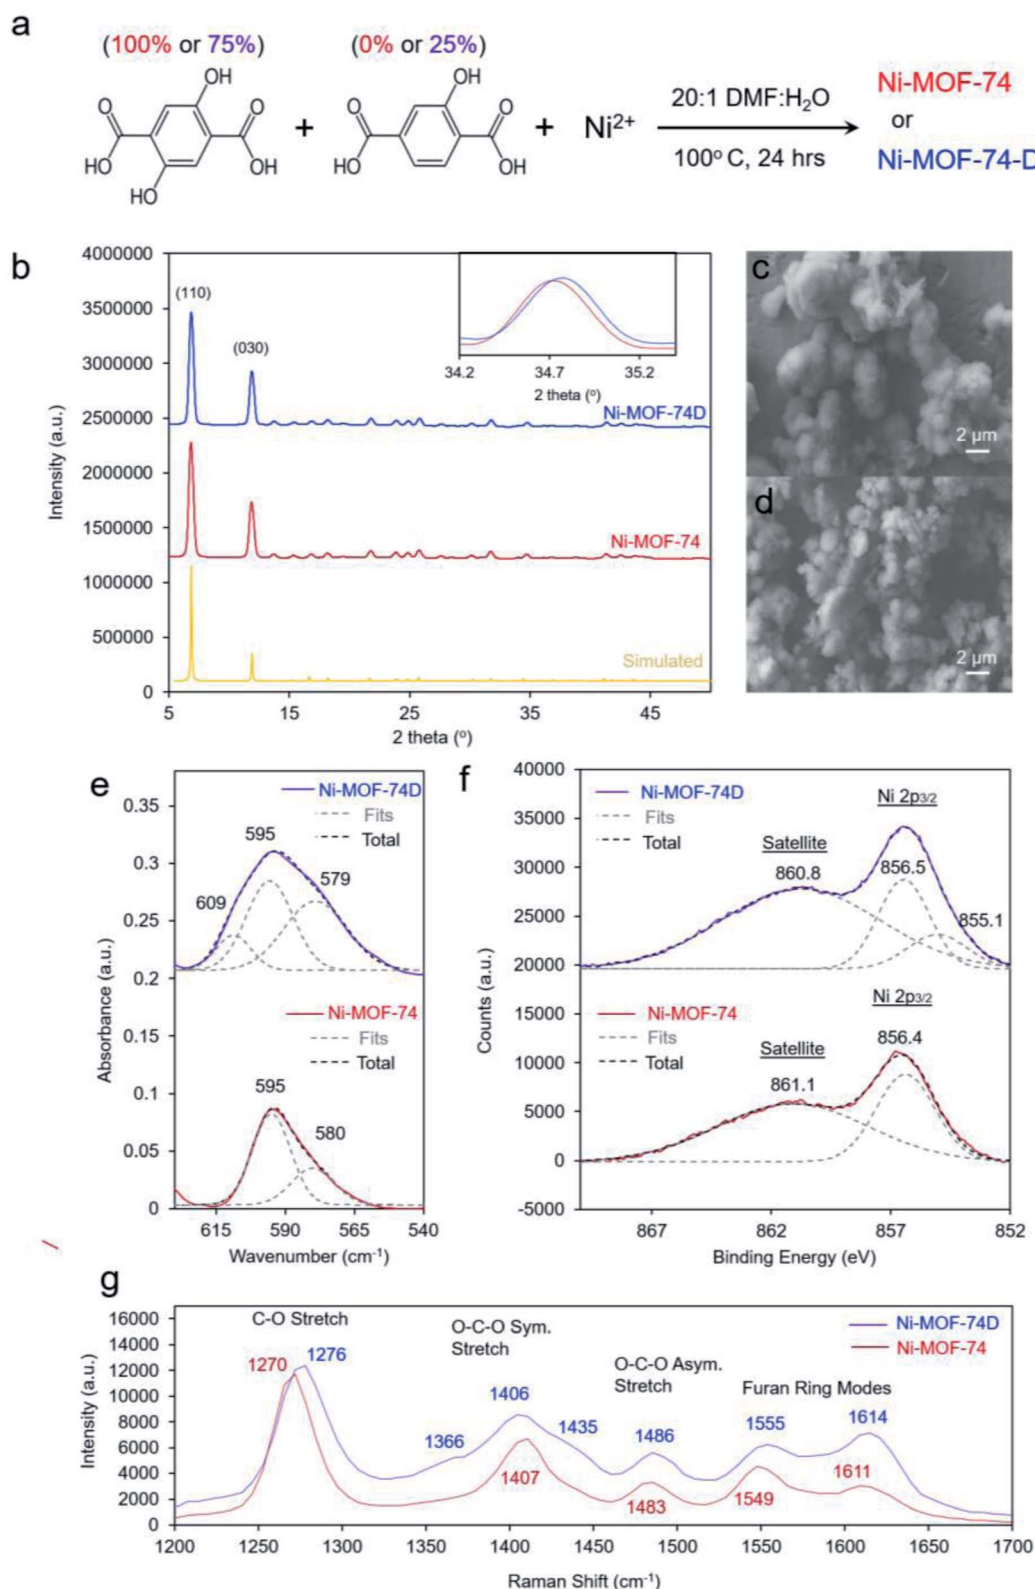 a
(100% or 75%)
(0% or 25%)
OH
O
O
HO
OH
HO
+
OH
O
O
HO
OH
+
Ni²⁺
20:1 DMF:H₂O
100° C, 24 hrs
Ni-MOF-74
or
Ni-MOF-74-D
b
4000000
3500000
3000000
2500000
2000000
1500000
1000000
500000
0
Intensity (a.u.)
(110)
(030)
34.2
34.7
35.2
2 theta (°)
Ni-MOF-74D
Ni-MOF-74
Simulated
5
15
25
35
45
2 theta (°)
c
2 µm
d
2 µm
e
Ni-MOF-74D
Fits
Total
0.35
0.3
0.25
0.2
0.15
0.1
0.05
0
Absorbance (a.u.)
595
609
579
Ni-MOF-74
Fits
Total
595
580
615
590
565
540
Wavenumber (cm⁻¹)
f
40000
35000
30000
25000
20000
15000
10000
5000
0
-5000
Counts (a.u.)
Ni-MOF-74D
Fits
Total
Satellite
860.8
Ni 2p3/2
856.5
855.1
Ni-MOF-74
Fits
Total
Satellite
861.1
Ni 2p3/2
856.4
867
862
857
852
Binding Energy (eV)
g
16000
14000
12000
10000
8000
6000
4000
2000
0
Intensity (a.u.)
C-O Stretch
1270
1276
O-C-O Sym.
Stretch
1366
1406
1435
1407
O-C-O Asym.
Stretch
1486
1483
Furan Ring Modes
1555
1614
1549
1611
Ni-MOF-74D
Ni-MOF-74
1200
1250
1300
1350
1400
1450
1500
1550
1600
1650
1700
Raman Shift (cm⁻¹)